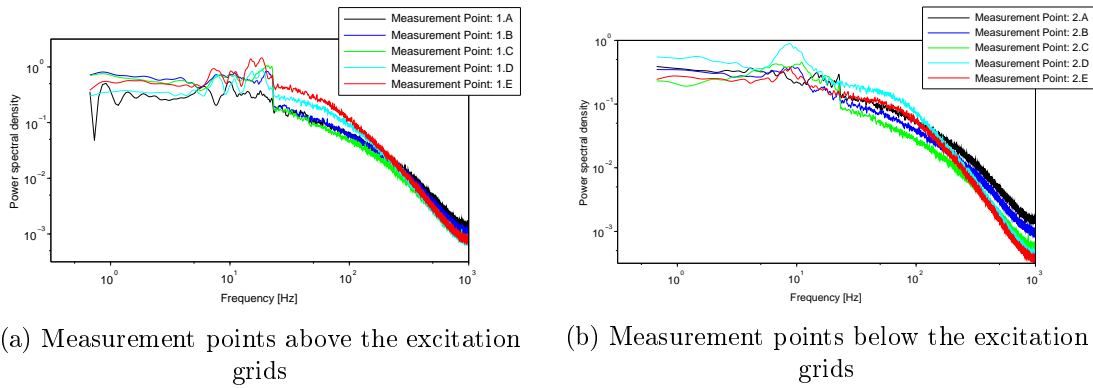 Measurement Point: 1.A
Measurement Point: 1.B
Measurement Point: 1.C
Measurement Point: 1.D
Measurement Point: 1.E
Power spectral density
10^0
10^-1
10^-2
10^-3
10^0
10^1
10^2
10^3
Frequency [Hz]
(a) Measurement points above the excitation
grids
Measurement Point: 2.A
Measurement Point: 2.B
Measurement Point: 2.C
Measurement Point: 2.D
Measurement Point: 2.E
Power spectral density
10^0
10^-1
10^-2
10^-3
10^0
10^1
10^2
10^3
Frequency [Hz]
(b) Measurement points below the excitation
grids